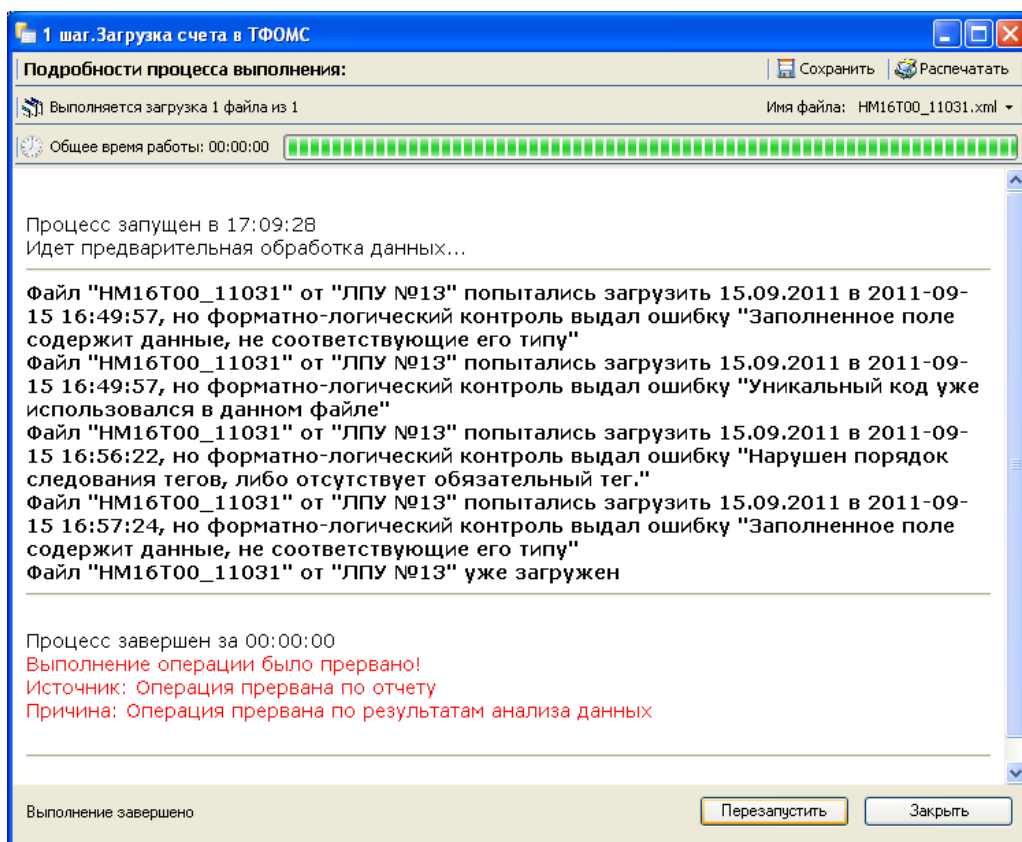 1 шаг.Загрузка счета в ТФОМС
Подробности процесса выполнения:
Сохранить
Распечатать
Выполняется загрузка 1 файла из 1
Имя файла: HM16T00_11031.xml
Общее время работы: 00:00:00
Процесс запущен в 17:09:28
Идет предварительная обработка данных...
Файл "HM16T00_11031" от "ЛПУ №13" попытались загрузить 15.09.2011 в 2011-09-
15 16:49:57, но форматно-логический контроль выдал ошибку "Заполненное поле
содержит данные, не соответствующие его типу"
Файл "HM16T00_11031" от "ЛПУ №13" попытались загрузить 15.09.2011 в 2011-09-
15 16:49:57, но форматно-логический контроль выдал ошибку "Уникальный код уже
использовался в данном файле"
Файл "HM16T00_11031" от "ЛПУ №13" попытались загрузить 15.09.2011 в 2011-09-
15 16:56:22, но форматно-логический контроль выдал ошибку "Нарушен порядок
следования тегов, либо отсутствует обязательный тег."
Файл "HM16T00_11031" от "ЛПУ №13" попытались загрузить 15.09.2011 в 2011-09-
15 16:57:24, но форматно-логический контроль выдал ошибку "Заполненное поле
содержит данные, не соответствующие его типу"
Файл "HM16T00_11031" от "ЛПУ №13" уже загружен
Процесс завершен за 00:00:00
Выполнение операции было прервано!
Источник: Операция прервана по отчету
Причина: Операция прервана по результатам анализа данных
Выполнение завершено
Перезапустить
Закрыть